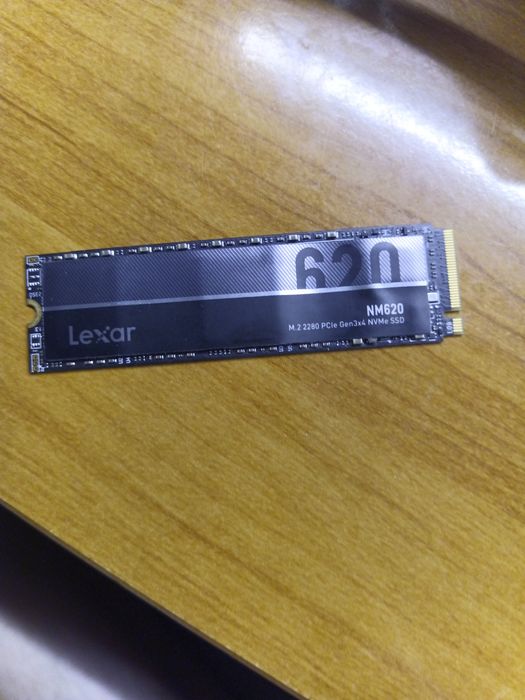 620
NM620
Lexar
M.2 2280 PCIe Gen3x4 NVMe SSD